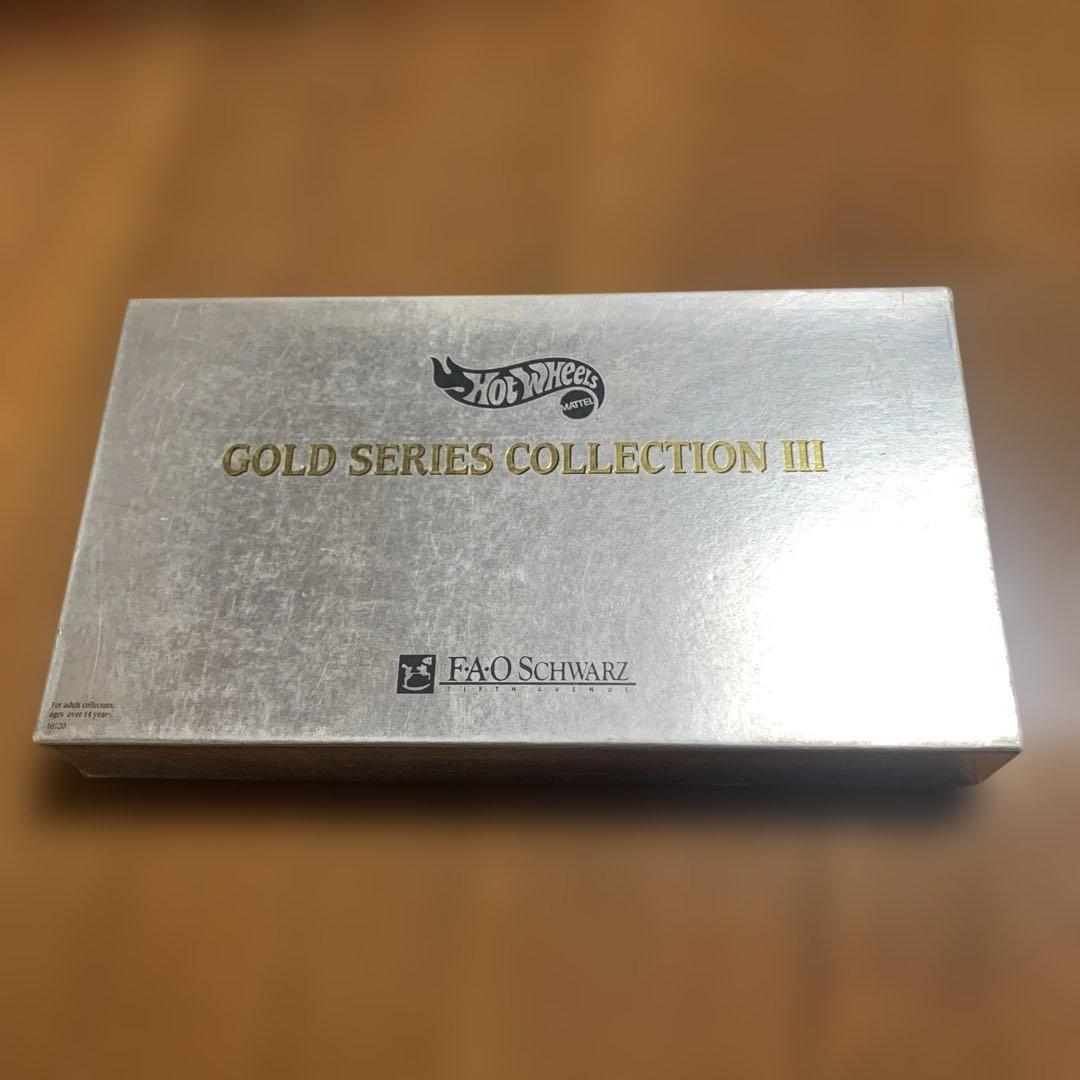 HOT WHEELS
MATTEL
GOLD SERIES COLLECTION III
F·A·O SCHWARZ
FIFTH AVENUE
For adult collectors,
ages over 14 years.